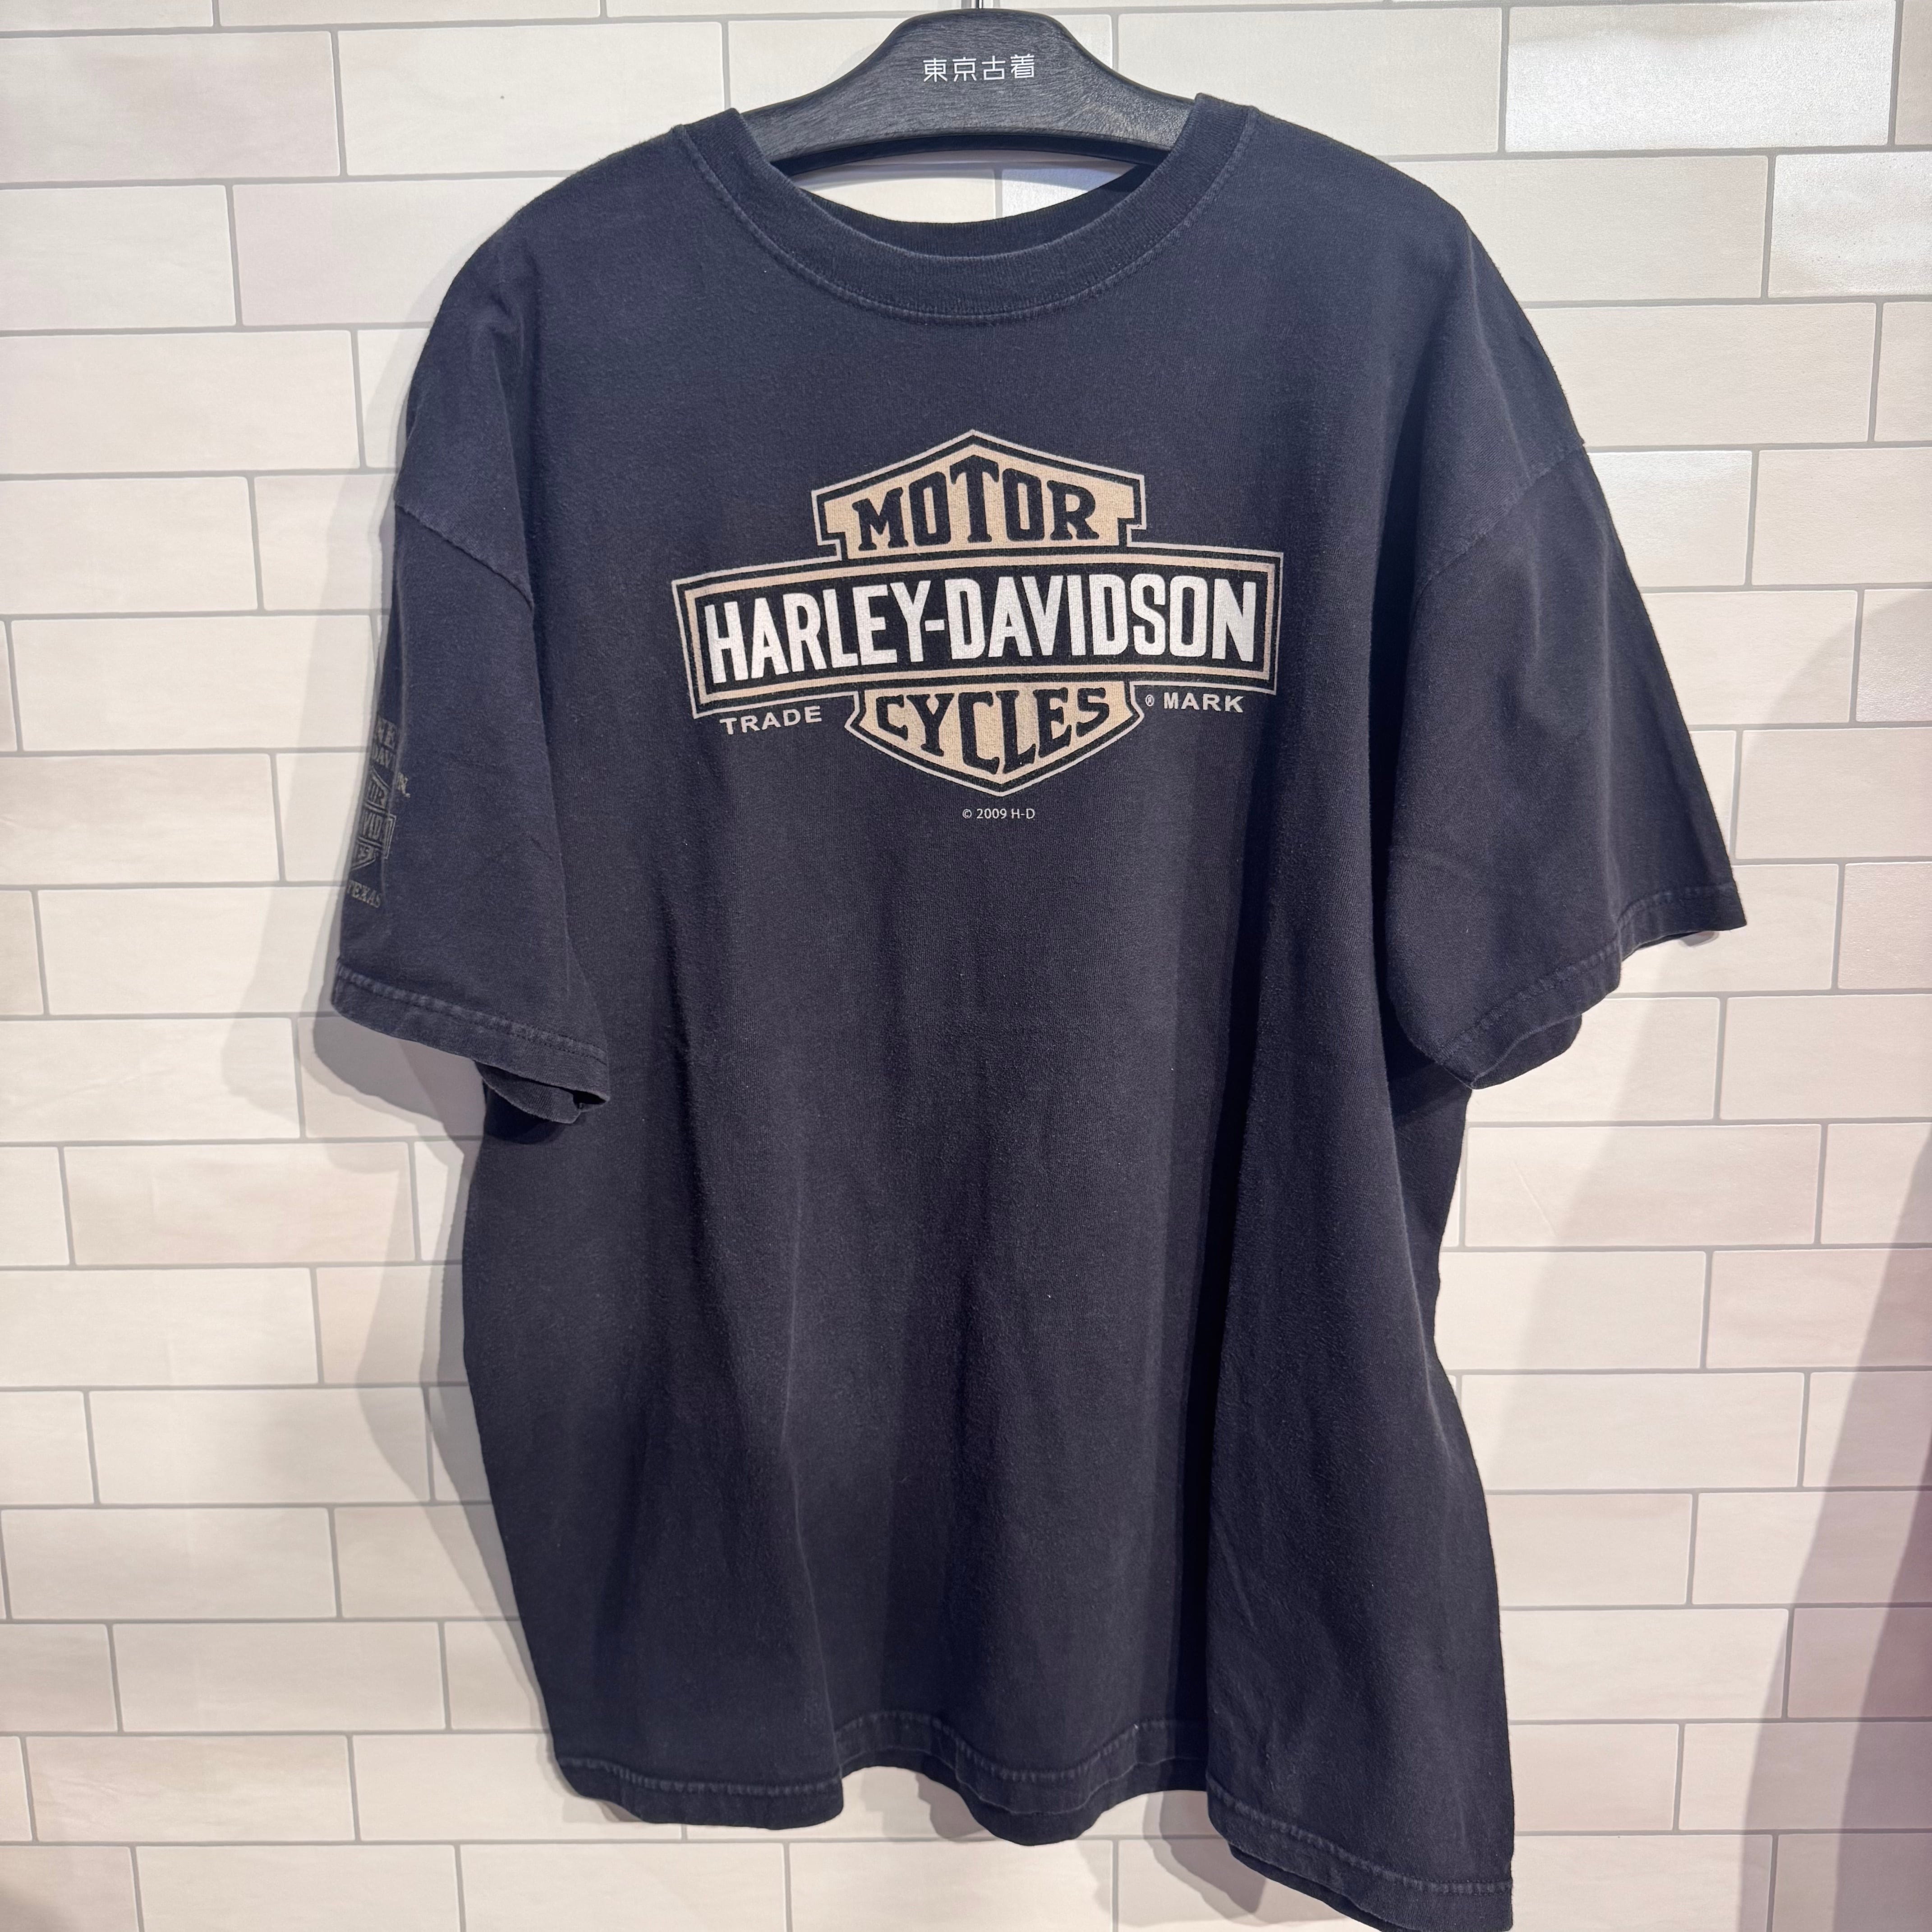 東京古着
MOTOR
HARLEY-DAVIDSON
CYCLES
TRADE
® MARK
© 2009 H-D
TEXAS